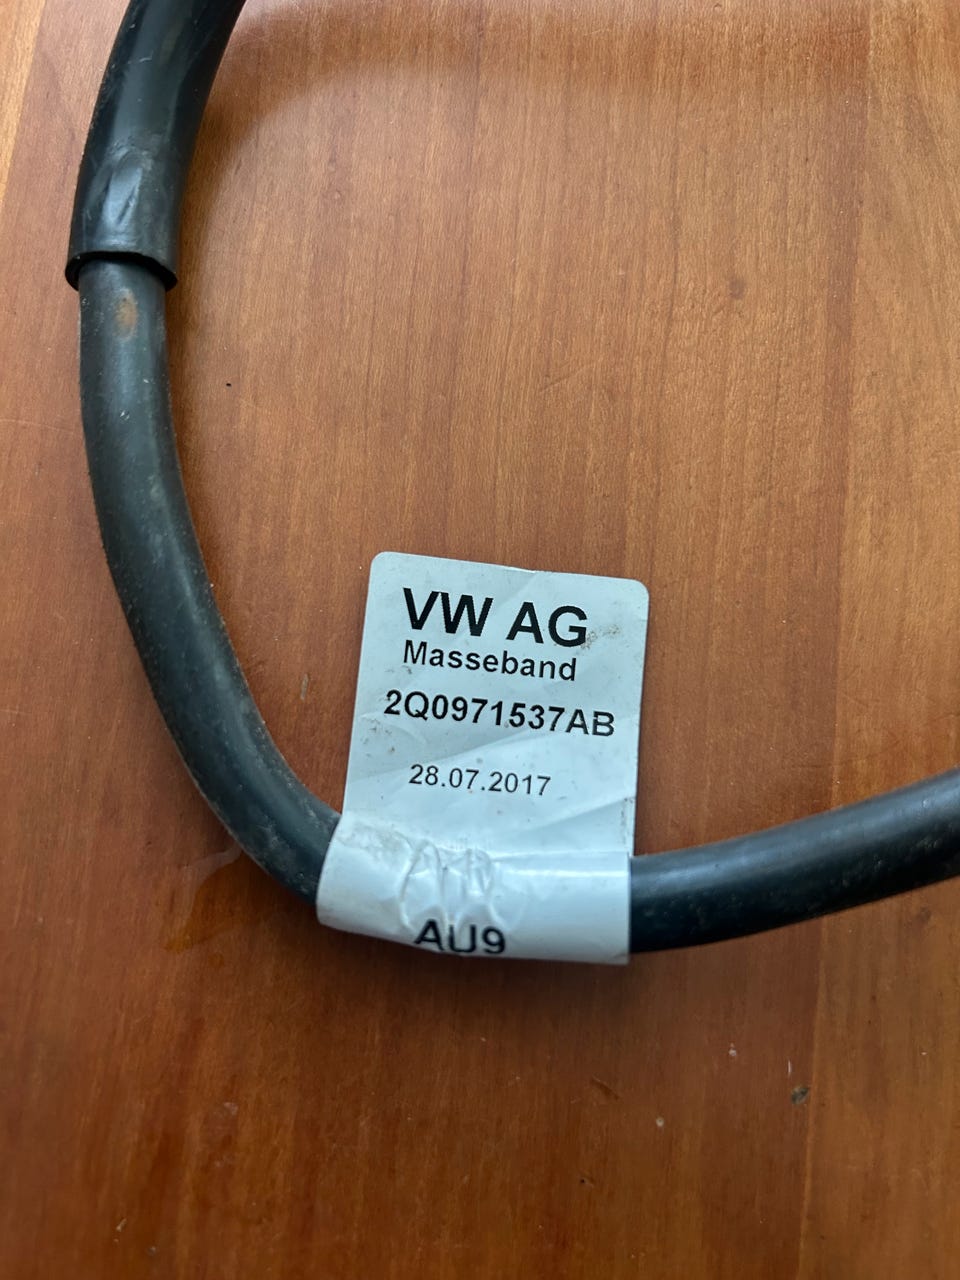 VW AG
Masseband
2Q0971537AB
28.07.2017
AU9